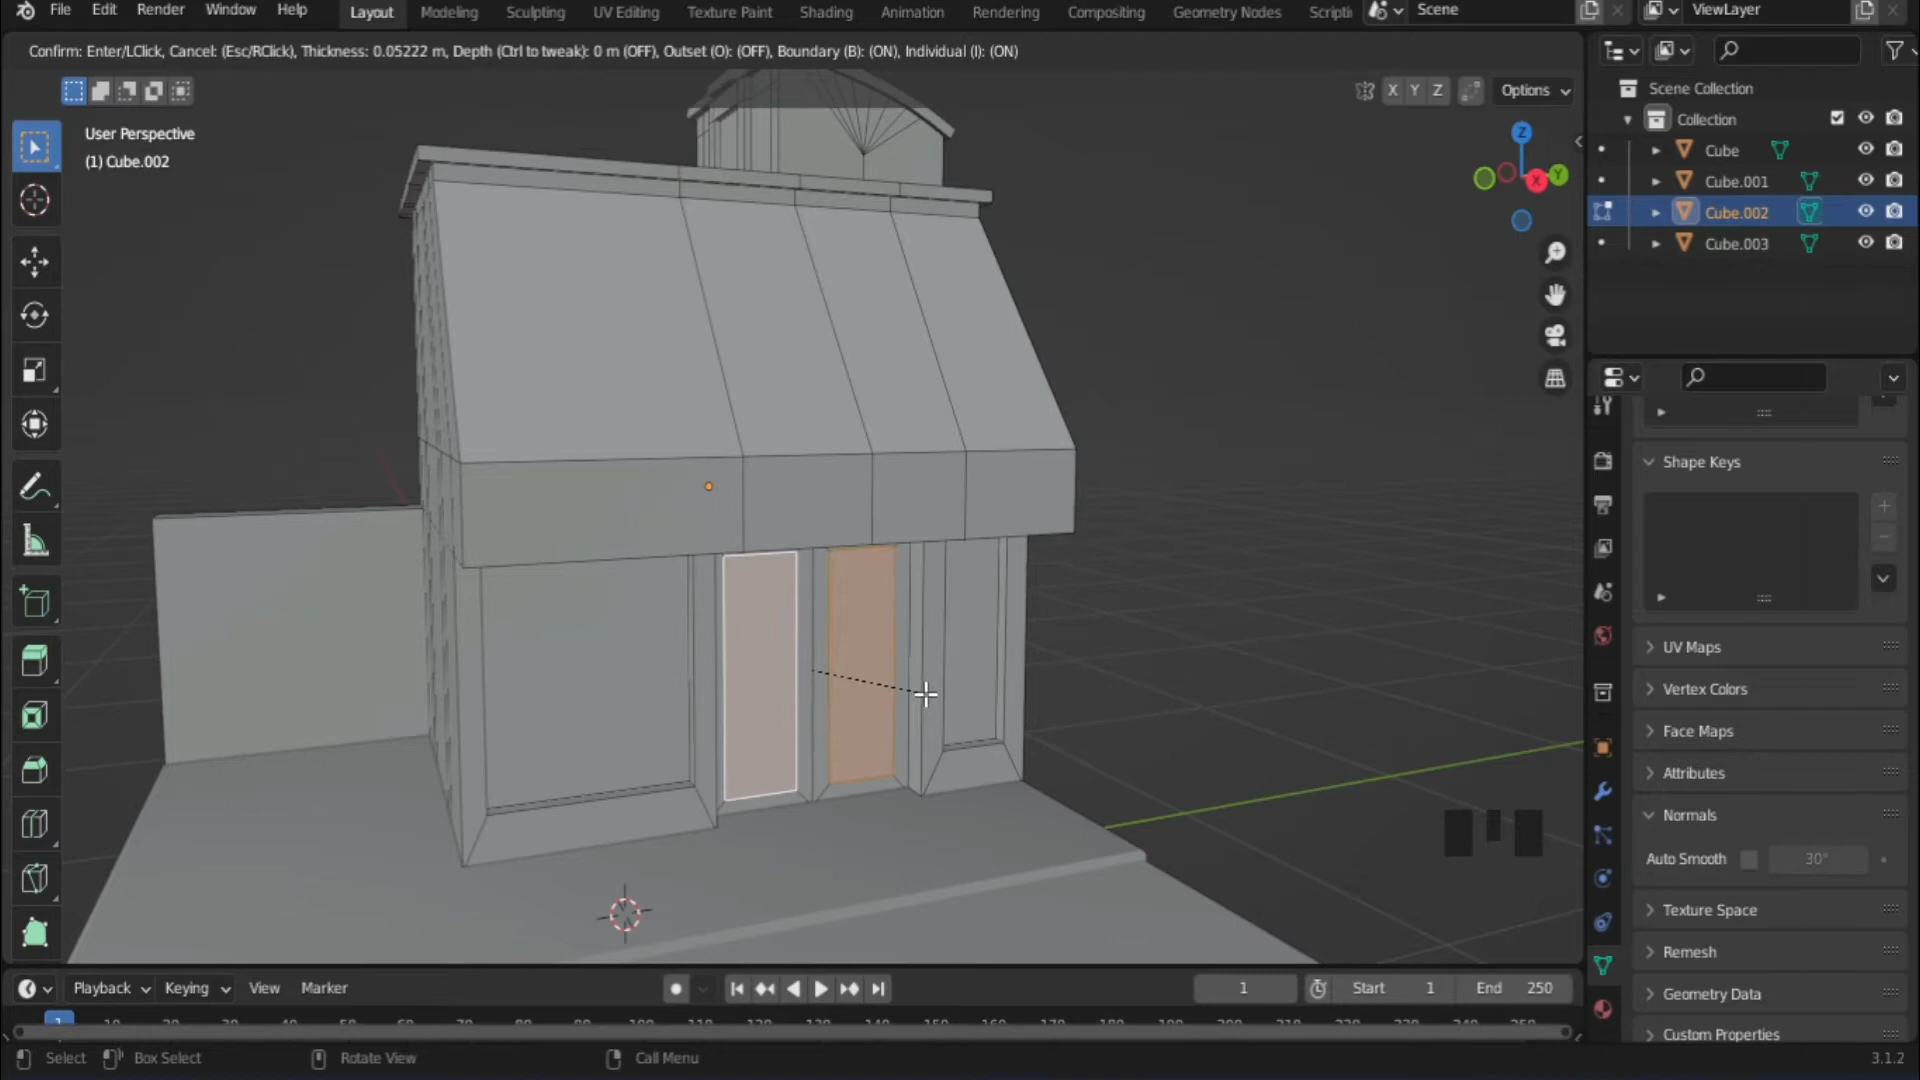 File Edit Render Window Help Layout Modeling Sculpting UV Editing Texture Paint Shading Animation Rendering Compositing Geometry Nodes Scripti Scene ViewLayer
Confirm: Enter/LClick, Cancel: (Esc/RClick), Thickness: 0.05222 m, Depth (Ctrl to tweak): 0 m (OFF), Outset (O): (OFF), Boundary (B): (ON), Individual (I): (ON)
X Y Z Options
Scene Collection
Collection
Cube
Cube.001
Cube.002
Cube.003
User Perspective
(1) Cube.002
Z
X
Y
Shape Keys
UV Maps
Vertex Colors
Face Maps
Attributes
Normals
Auto Smooth 30°
Texture Space
Remesh
Geometry Data
Custom Properties
Playback Keying View Marker 1 Start 1 End 250
1
Select Box Select Rotate View Call Menu 3.1.2